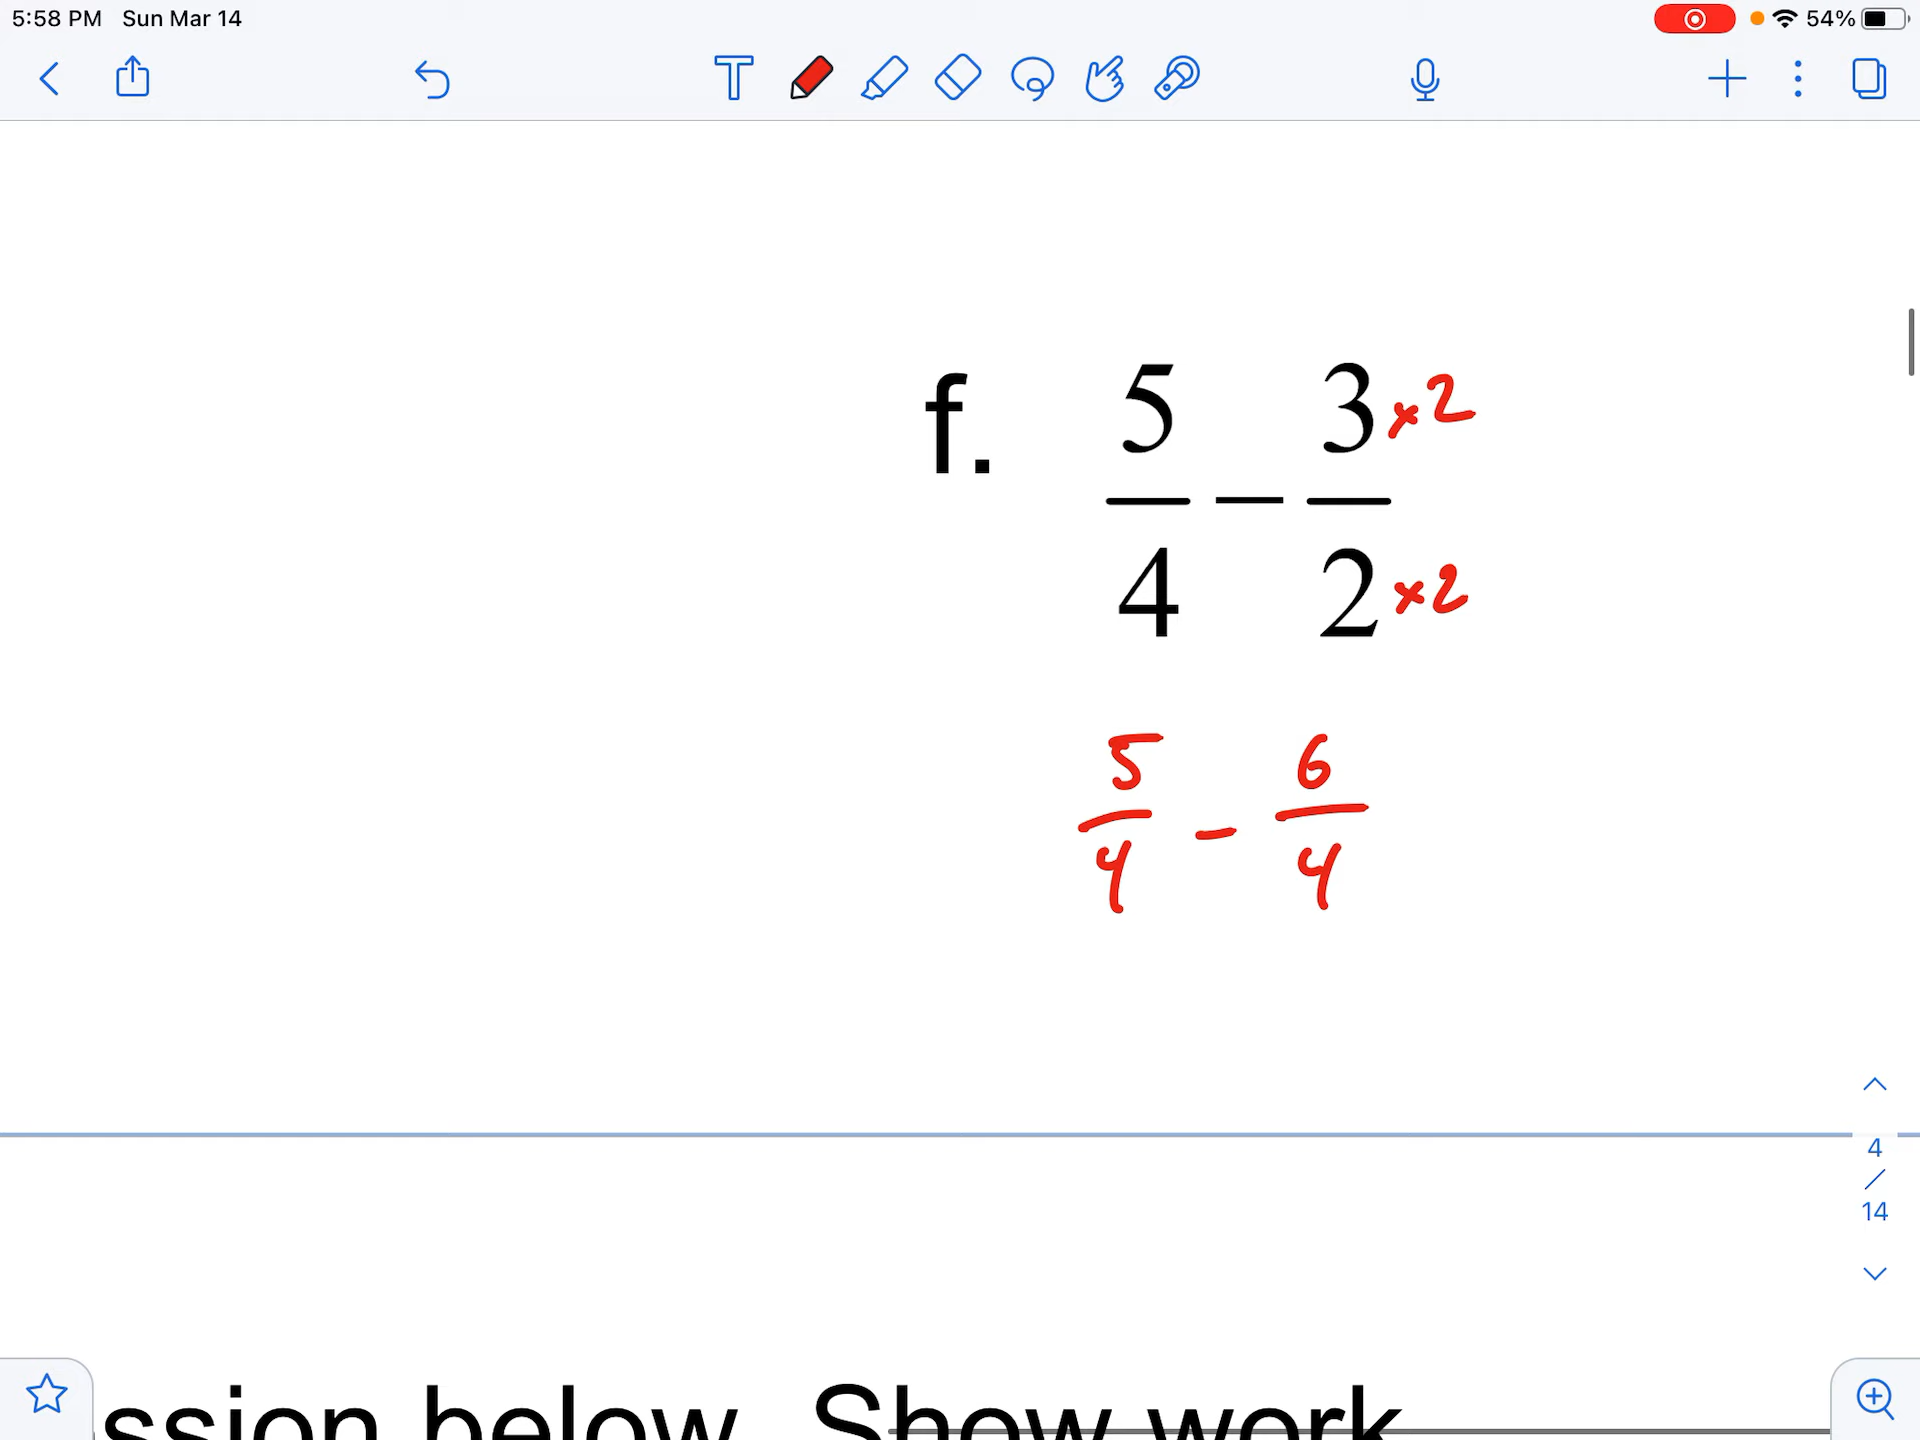 5:58 PM Sun Mar 14 54%
T
f. 5/4 − 3/2 ×2 ×2
5/4 - 6/4
4
/
14
ssion below. Show work